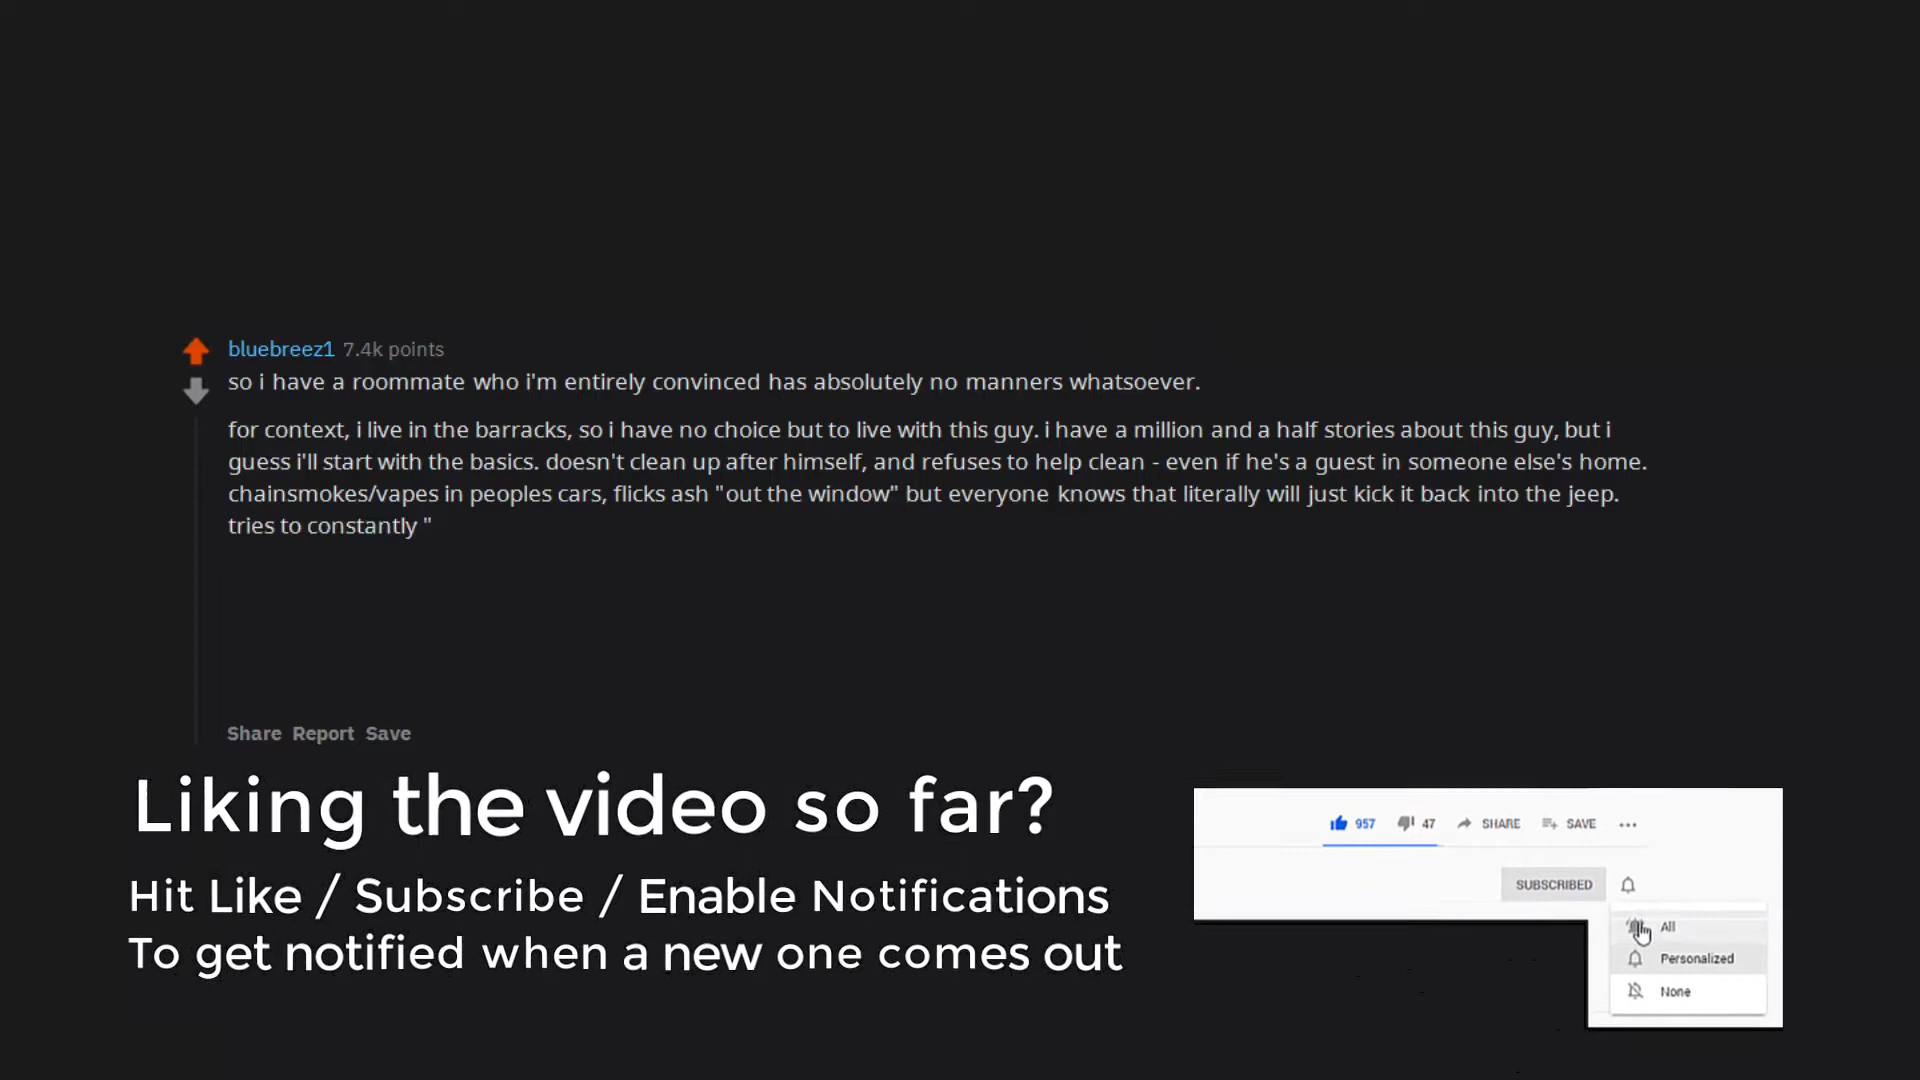 bluebreez1 7.4k points
so i have a roommate who i'm entirely convinced has absolutely no manners whatsoever.
for context, i live in the barracks, so i have no choice but to live with this guy. i have a million and a half stories about this guy, but i
guess i'll start with the basics. doesn't clean up after himself, and refuses to help clean - even if he's a guest in someone else's home.
chainsmokes/vapes in peoples cars, flicks ash "out the window" but everyone knows that literally will just kick it back into the jeep.
tries to constantly "
Share Report Save
Liking the video so far?
Hit Like / Subscribe / Enable Notifications
To get notified when a new one comes out
957 47 SHARE SAVE
SUBSCRIBED
All
Personalized
None